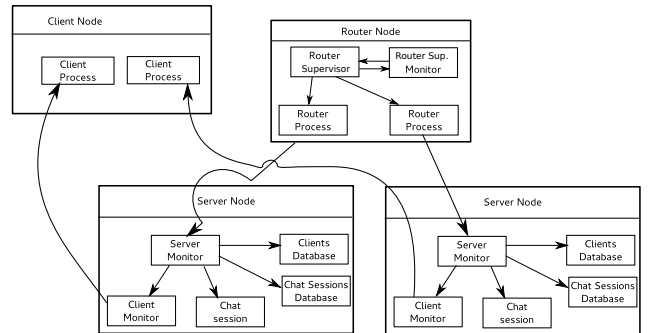 Client Node
Client
Process
Client
Process
Router Node
Router
Supervisor
Router Sup.
Monitor
Router
Process
Router
Process
Server Node
Server
Monitor
Clients
Database
Chat Sessions
Database
Client
Monitor
Chat
session
Server Node
Server
Monitor
Clients
Database
Chat Sessions
Database
Client
Monitor
Chat
session